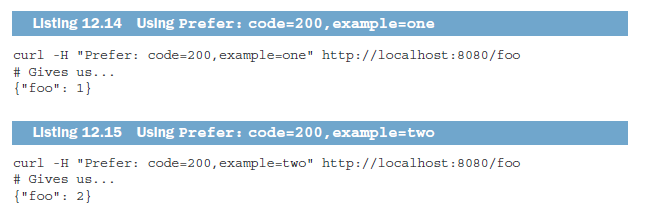 Listing 12.14 Using Prefer: code=200,example=one
curl -H "Prefer: code=200,example=one" http://localhost:8080/foo
# Gives us...
{"foo": 1}
Listing 12.15 Using Prefer: code=200,example=two
curl -H "Prefer: code=200,example=two" http://localhost:8080/foo
# Gives us...
{"foo": 2}